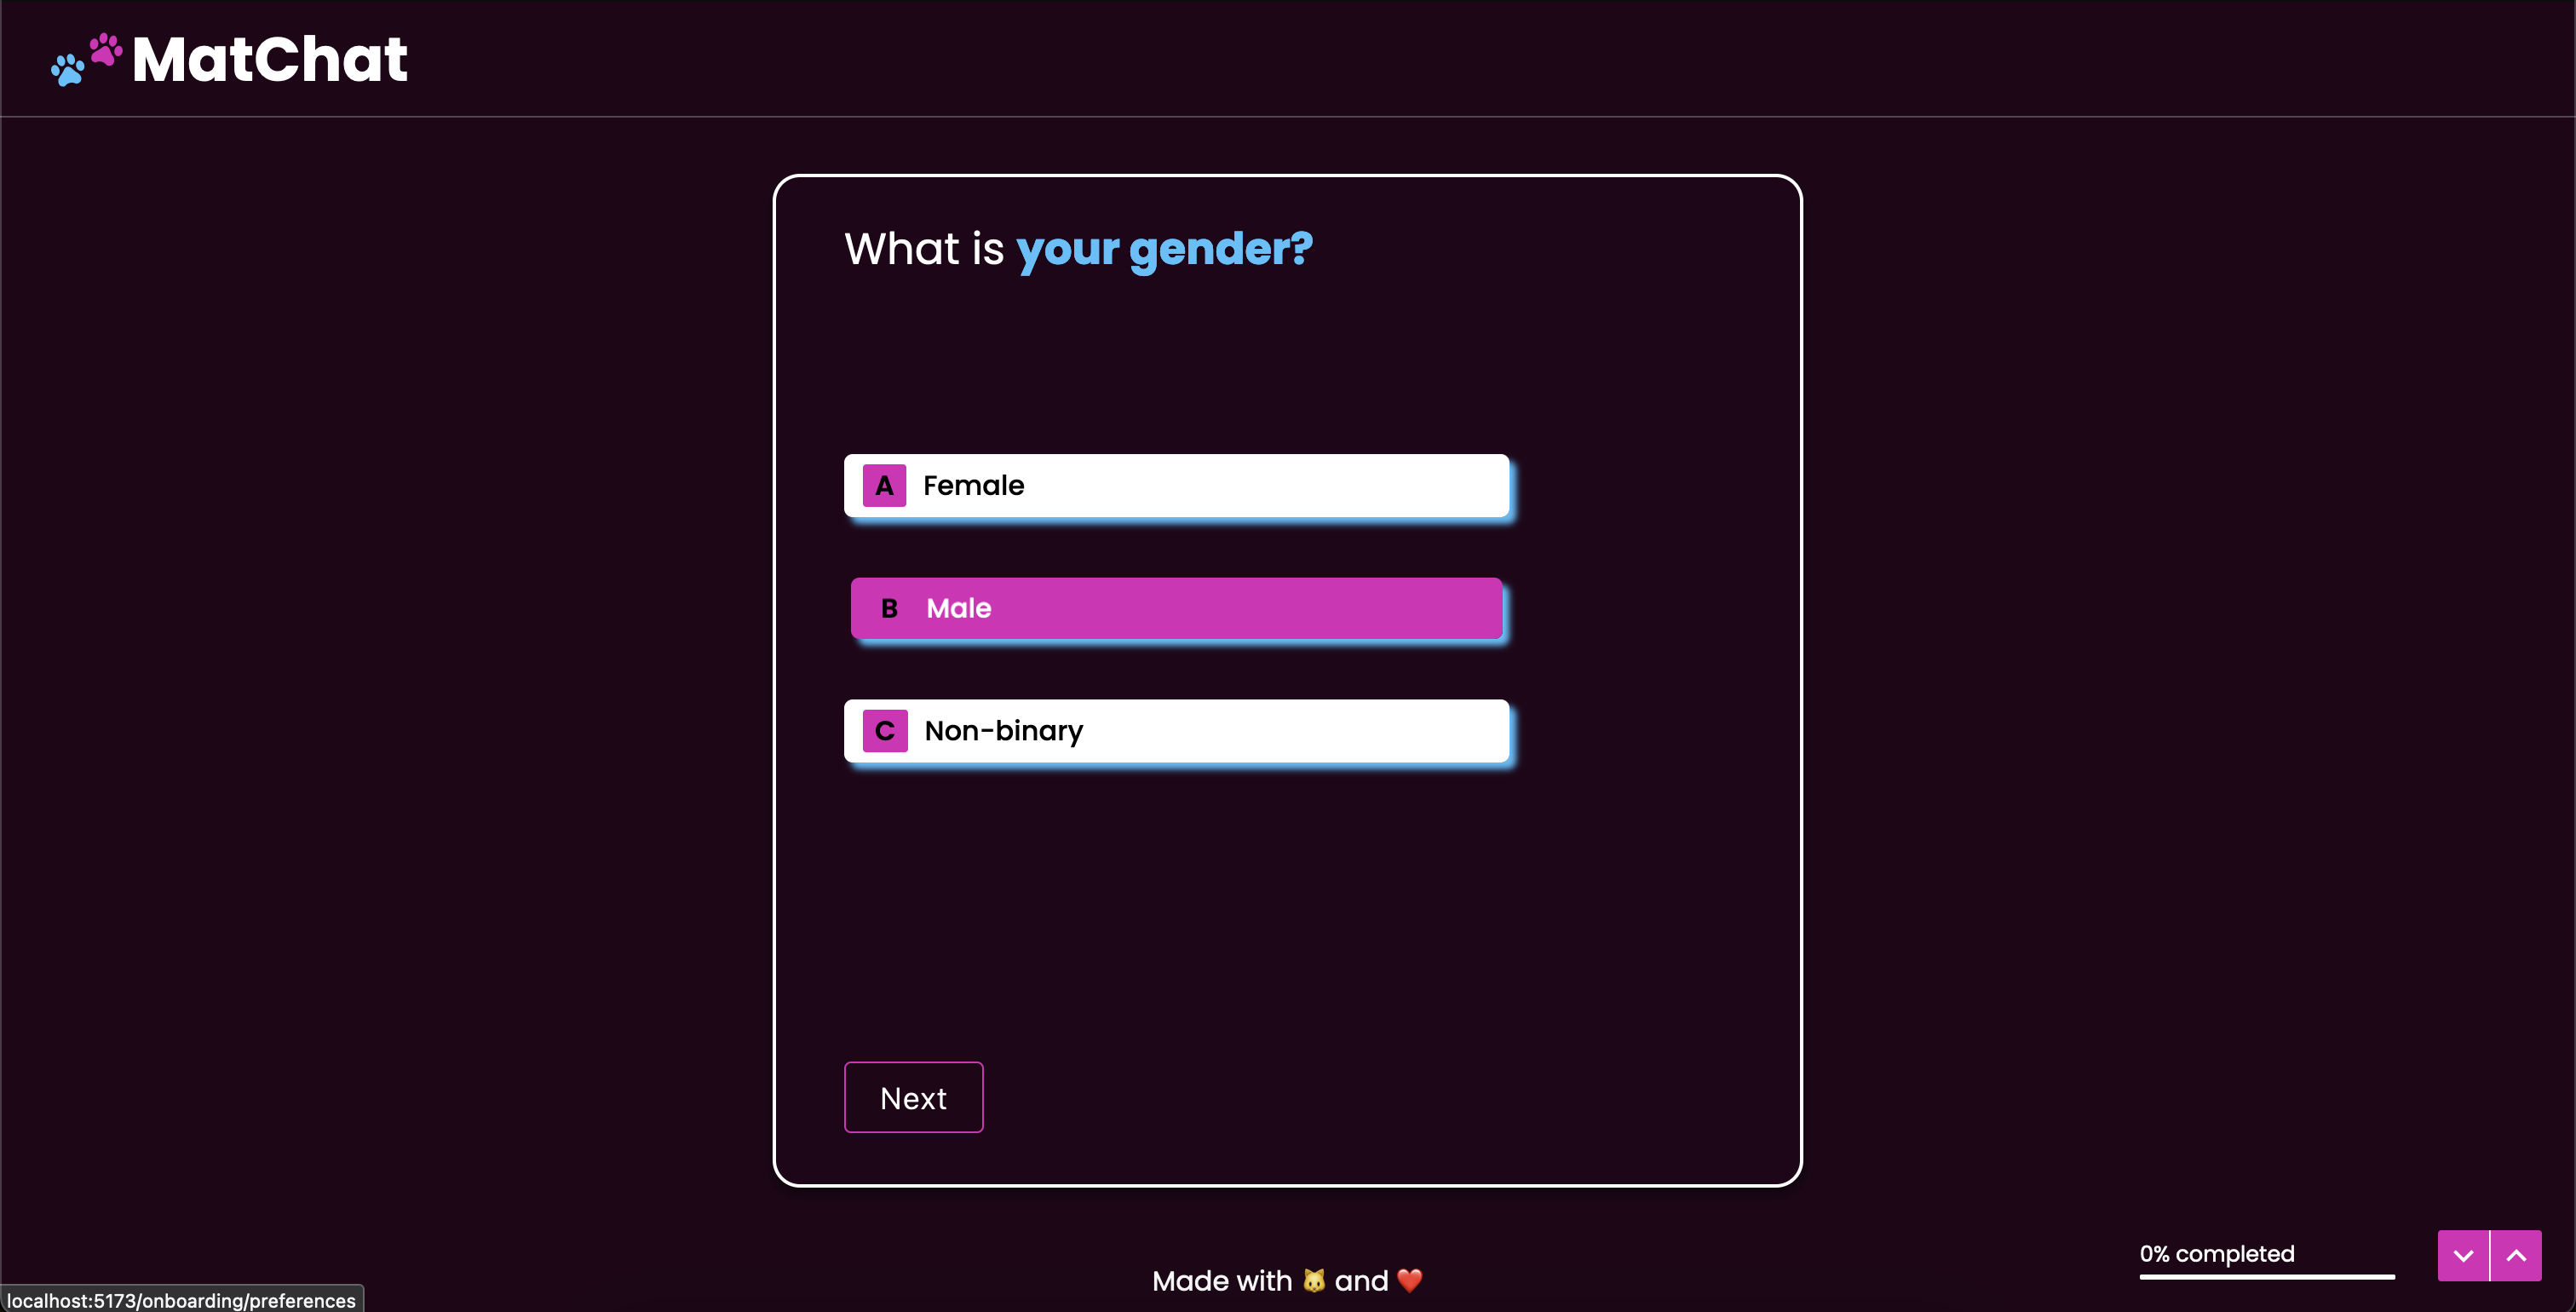 MatChat
What is your gender?
A Female
B Male
C Non-binary
Next
0% completed
Made with 🐱 and ❤️
localhost:5173/onboarding/preferences